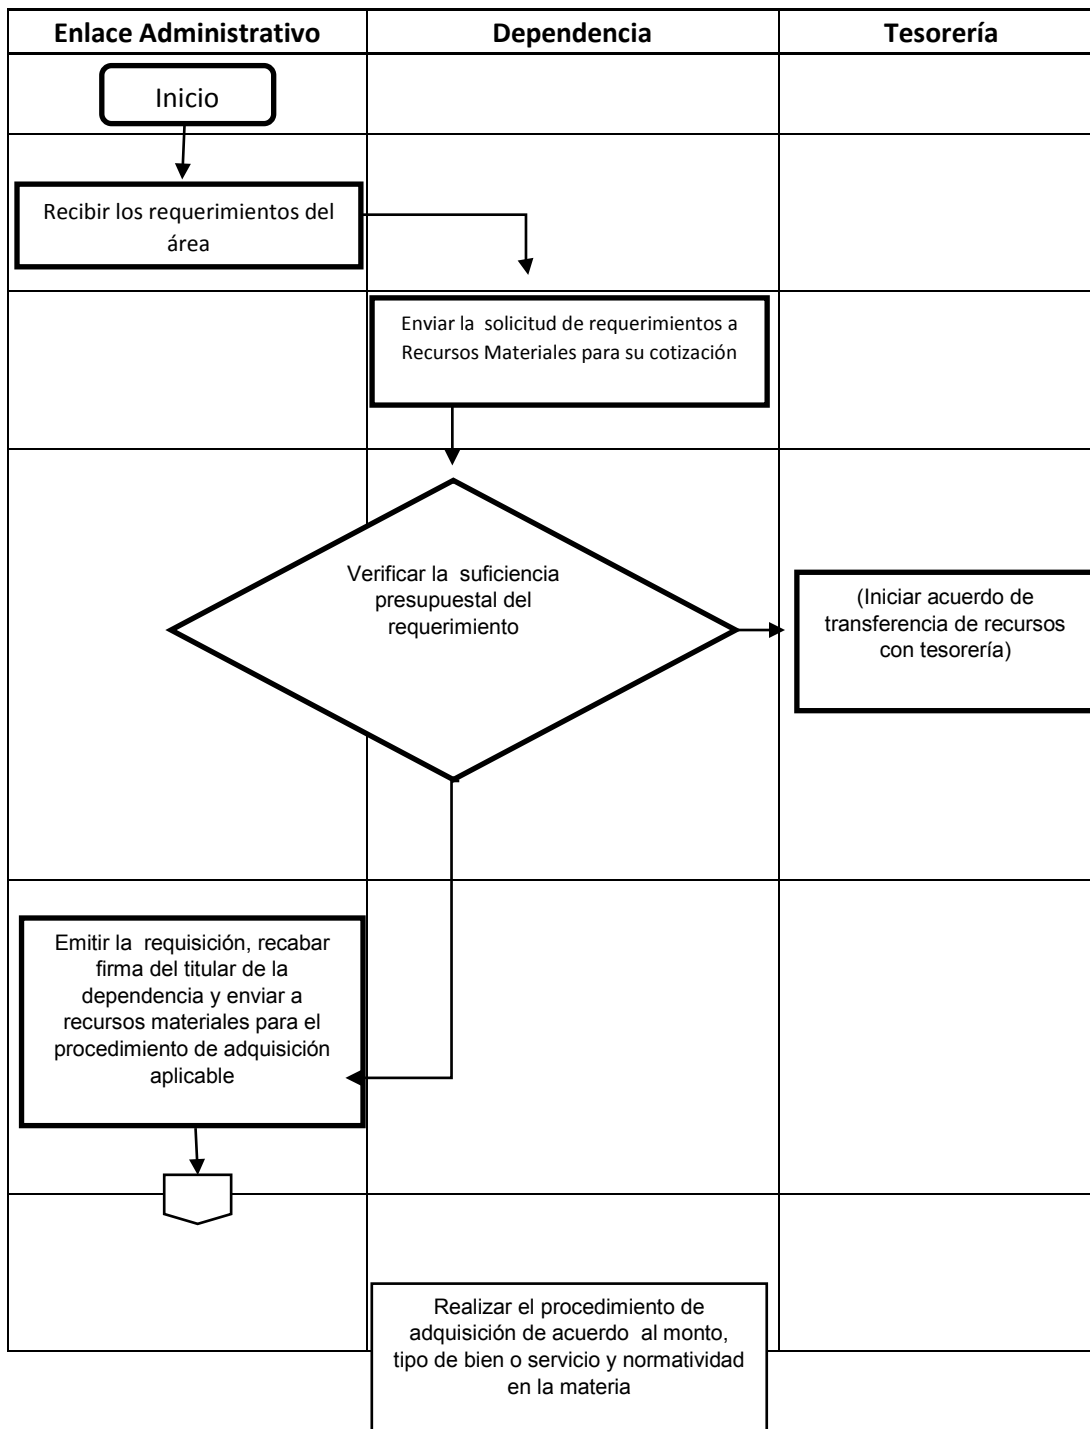 Enlace Administrativo
Dependencia
Tesorería
Inicio
Recibir los requerimientos del
área
Enviar la solicitud de requerimientos a
Recursos Materiales para su cotización
Verificar la suficiencia
presupuestal del
requerimiento
(Iniciar acuerdo de
transferencia de recursos
con tesorería)
Emitir la requisición, recabar
firma del titular de la
dependencia y enviar a
recursos materiales para el
procedimiento de adquisición
aplicable
Realizar el procedimiento de
adquisición de acuerdo al monto,
tipo de bien o servicio y normatividad
en la materia